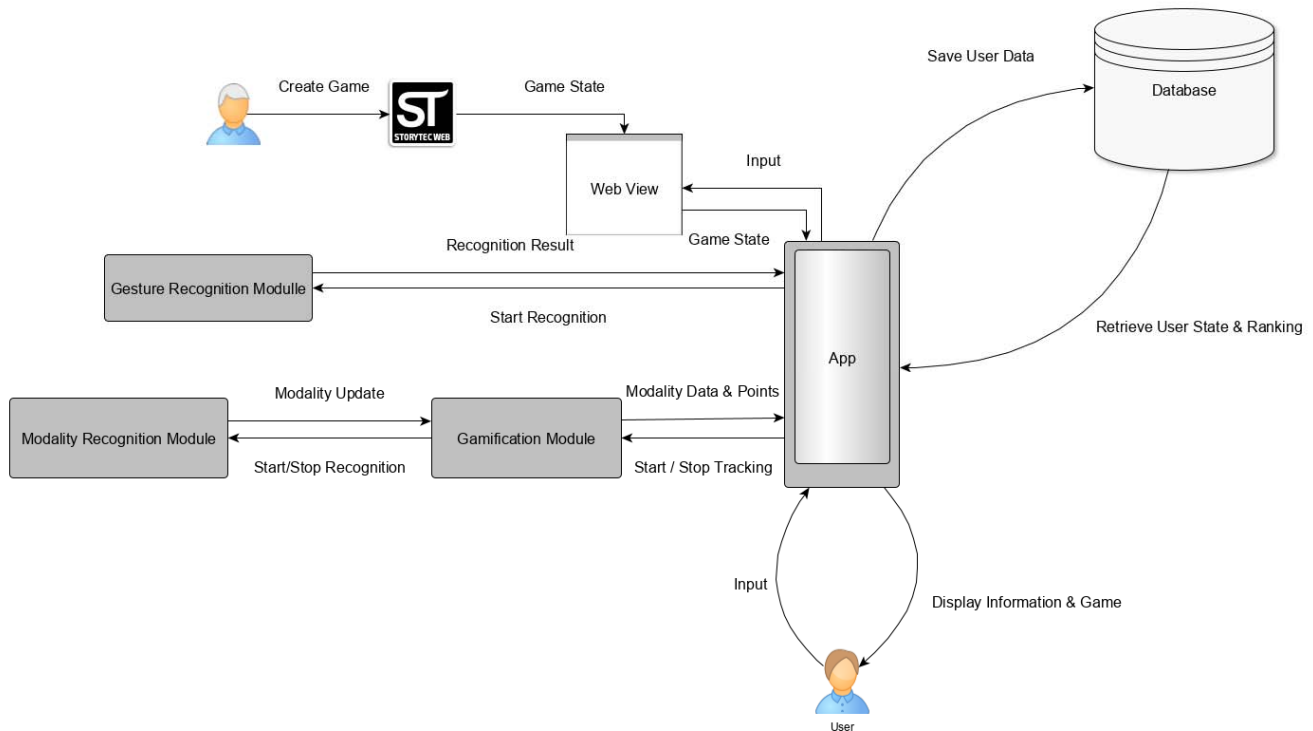 Save User Data
Database
Create Game
Game State
ST
STORYTEC WEB
Input
Web View
Game State
Recognition Result
Gesture Recognition Modulle
Start Recognition
Retrieve User State & Ranking
App
Modality Update
Modality Data & Points
Modality Recognition Module
Gamification Module
Start/Stop Recognition
Start / Stop Tracking
Input
Display Information & Game
User